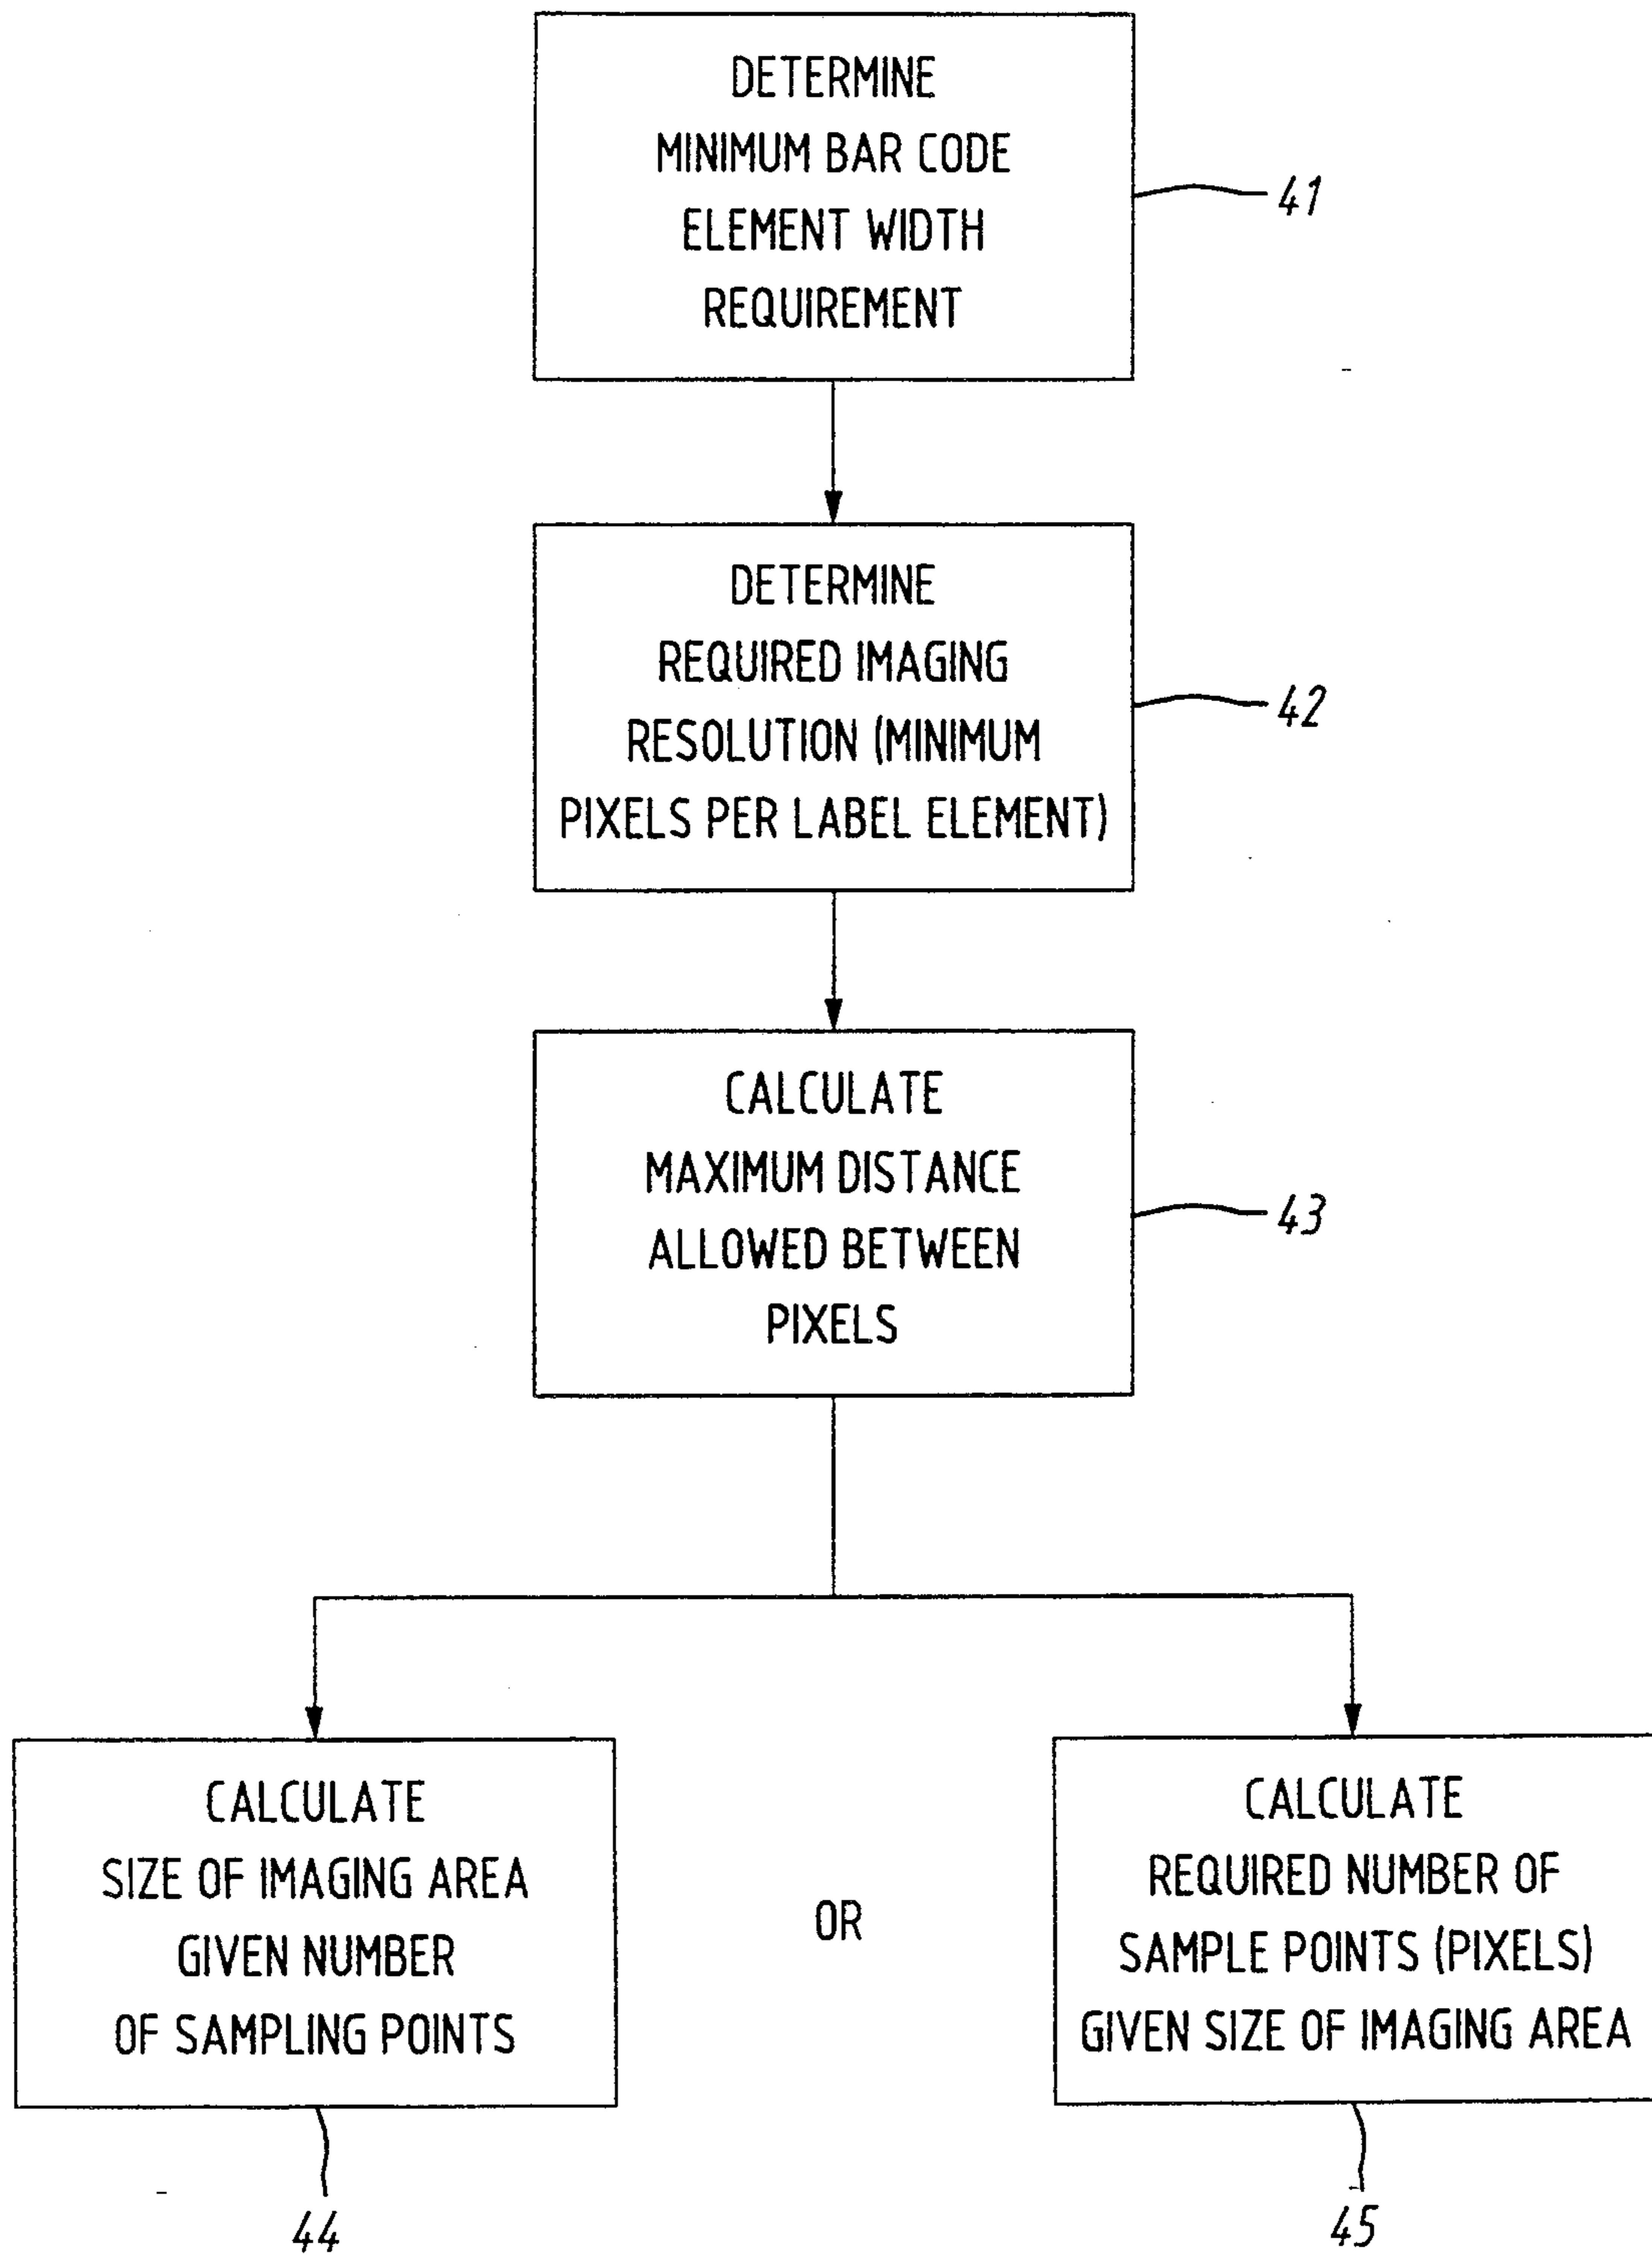 DETERMINE
MINIMUM BAR CODE
ELEMENT WIDTH
REQUIREMENT
41
DETERMINE
REQUIRED IMAGING
RESOLUTION (MINIMUM
PIXELS PER LABEL ELEMENT)
42
CALCULATE
MAXIMUM DISTANCE
ALLOWED BETWEEN
PIXELS
43
CALCULATE
SIZE OF IMAGING AREA
GIVEN NUMBER
OF SAMPLING POINTS
44
OR
CALCULATE
REQUIRED NUMBER OF
SAMPLE POINTS (PIXELS)
GIVEN SIZE OF IMAGING AREA
45